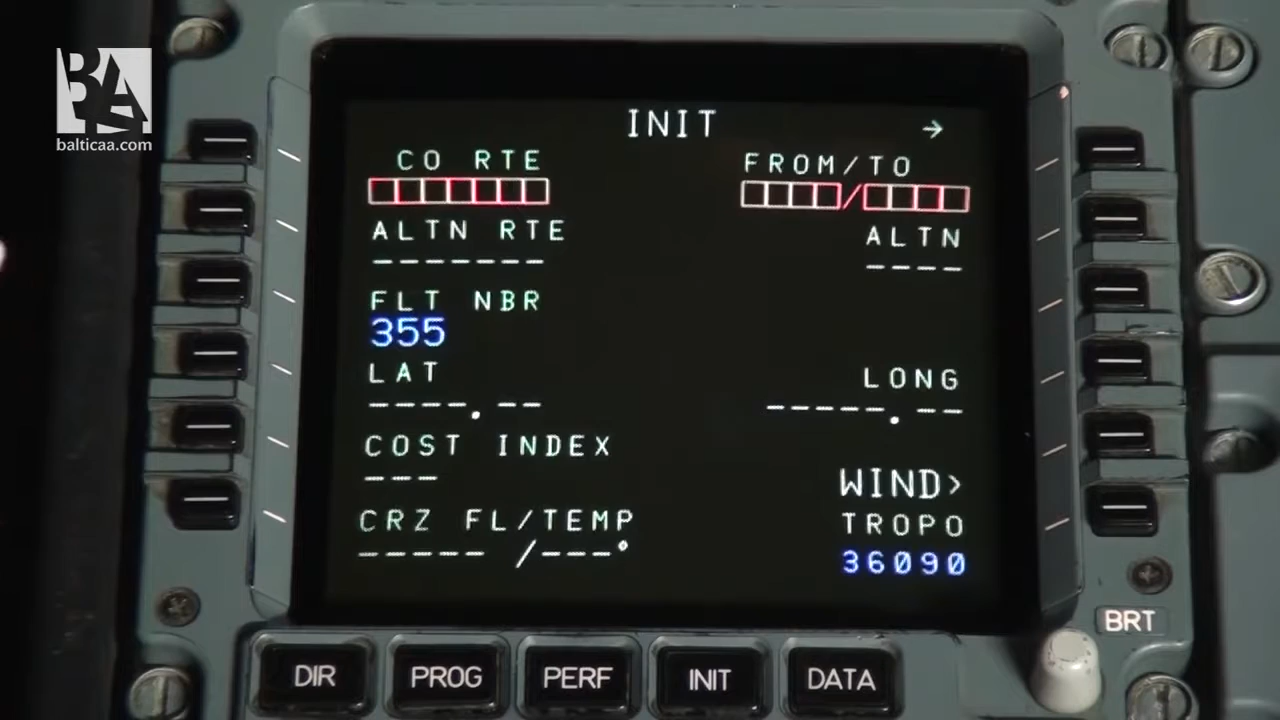 BAA
balticaa.com
INIT →
CO RTE FROM/TO
□□□□□□□ □□□□/□□□□
ALTN RTE ALTN
------- ----
FLT NBR
355
LAT LONG
----.-- -----.--
COST INDEX
---
WIND>
CRZ FL/TEMP TROPO
----- /---° 36090
BRT
DIR PROG PERF INIT DATA